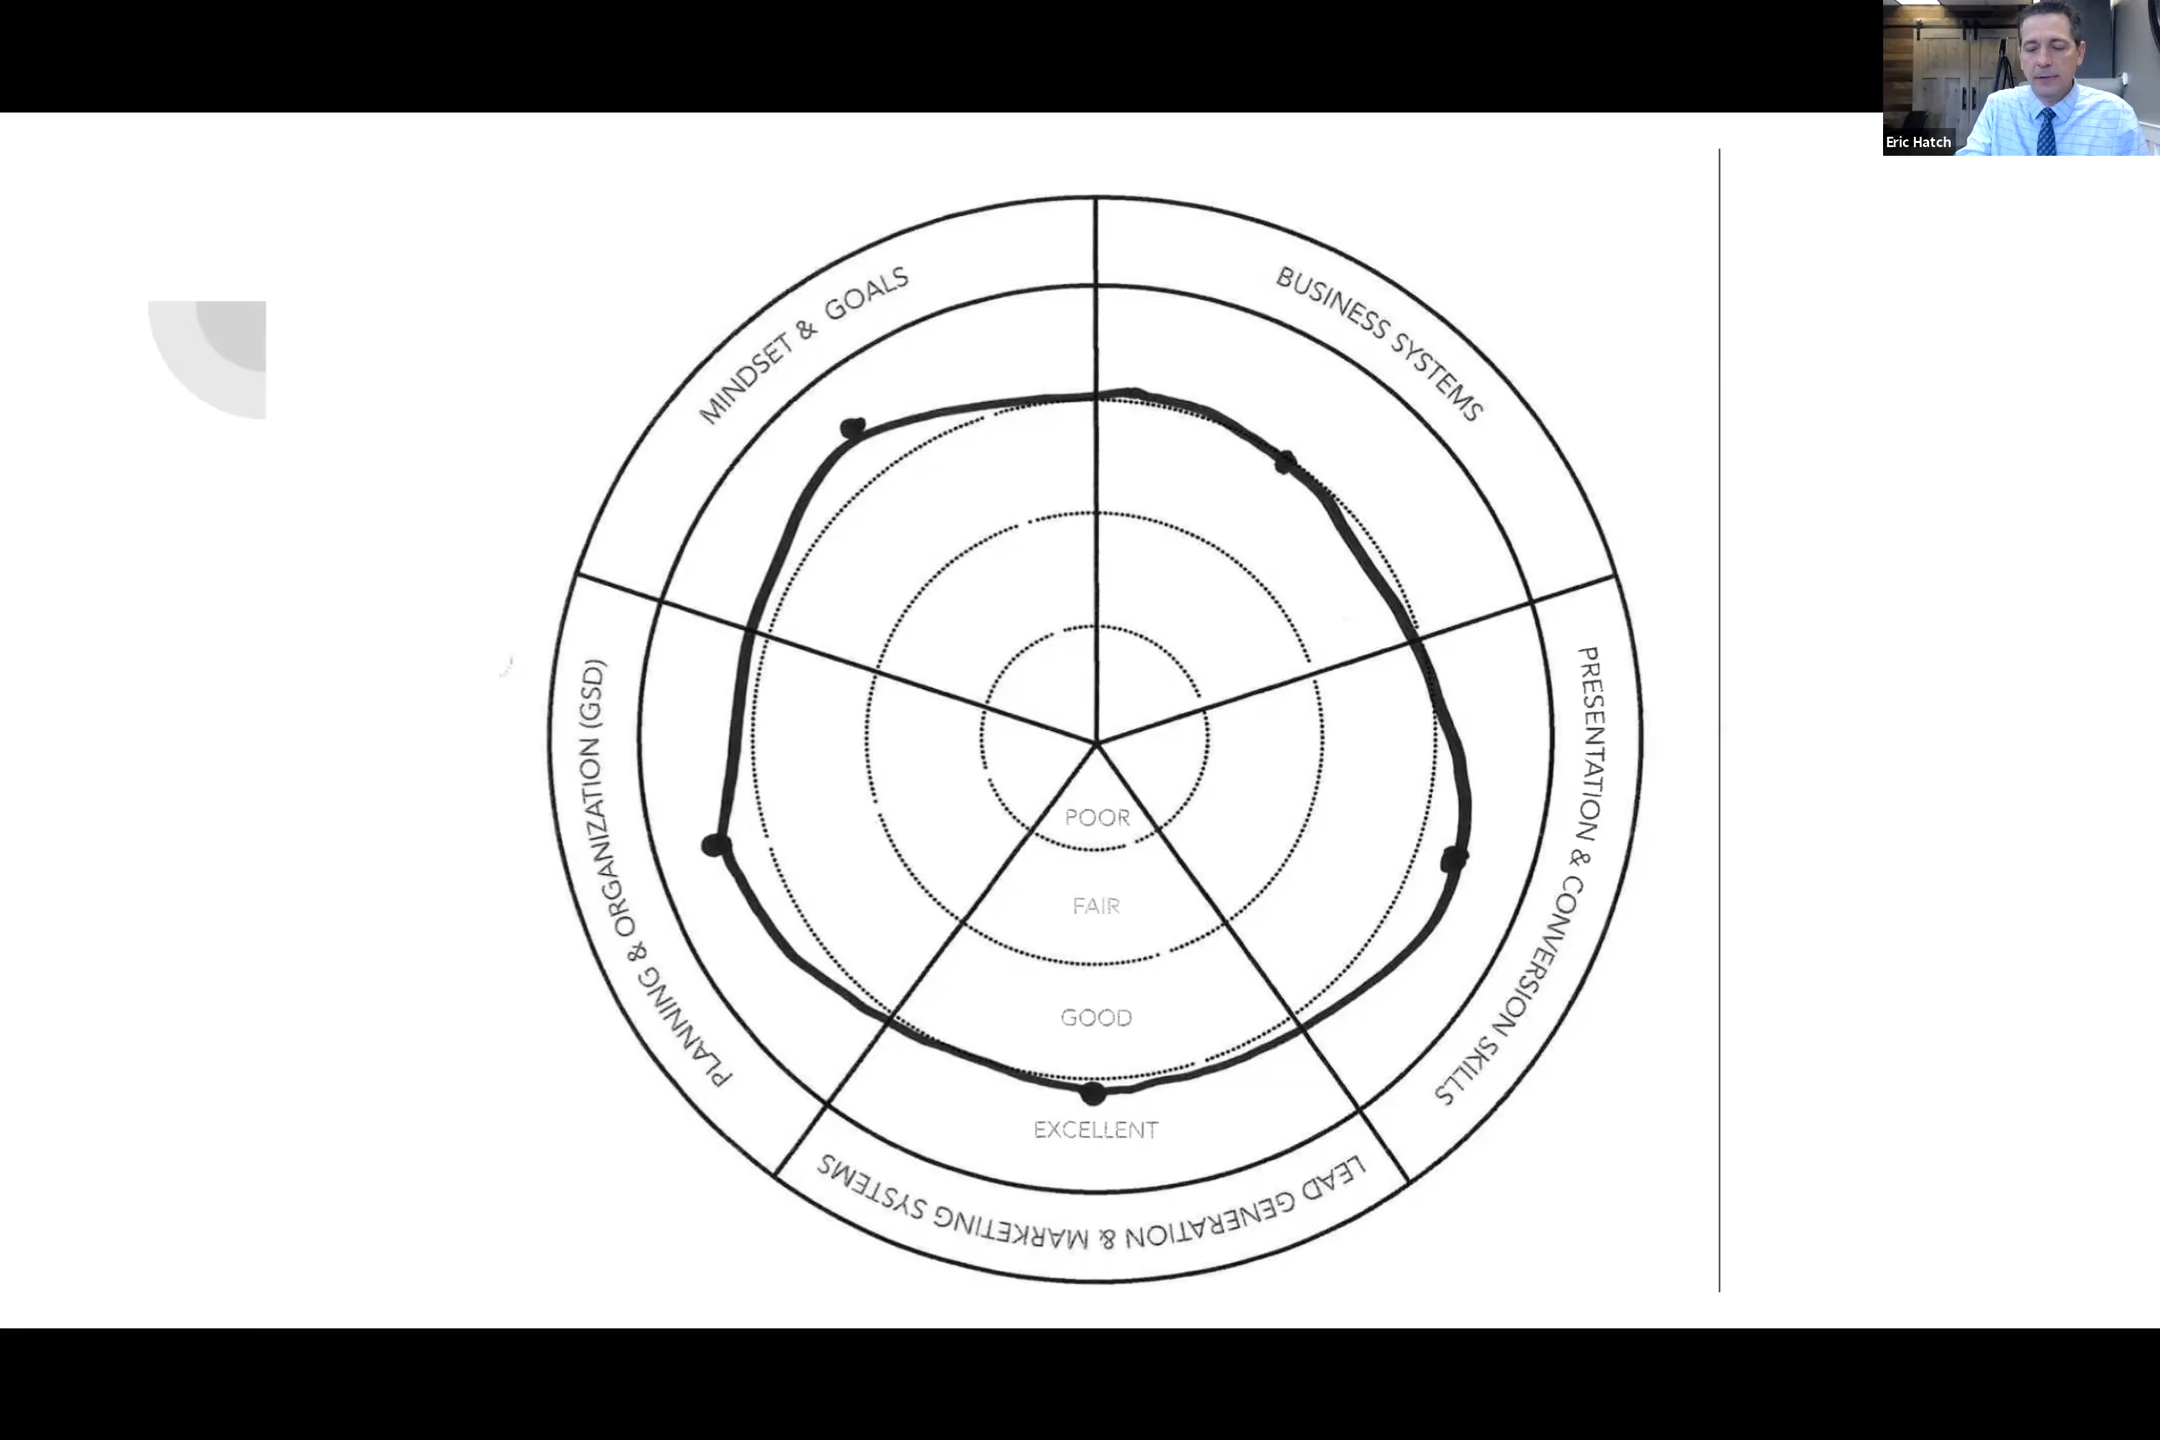 Eric Hatch
MINDSET & GOALS
BUSINESS SYSTEMS
PRESENTATION & CONVERSION SKILLS
LEAD GENERATION & MARKETING SYSTEMS
PLANNING & ORGANIZATION (GSD)
POOR
FAIR
GOOD
EXCELLENT